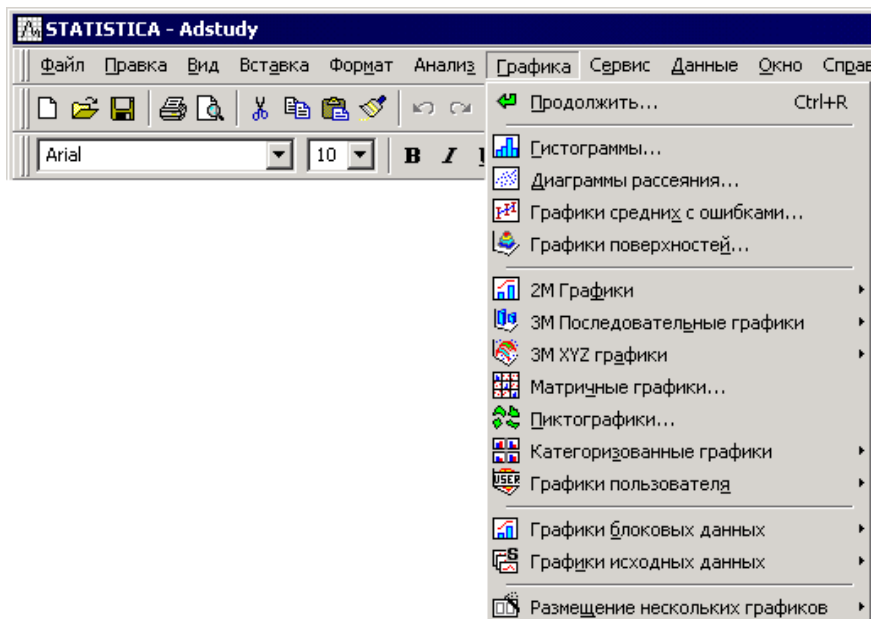 STATISTICA - Adstudy
Файл Правка Вид Вставка Формат Анализ Графика Сервис Данные Окно
Продолжить... Ctrl+R
Arial 10 B I
Гистограммы...
Диаграммы рассеяния...
Графики средних с ошибками...
Графики поверхностей...
2М Графики
3М Последовательные графики
3М XYZ графики
Матричные графики...
Пиктографики...
Категоризованные графики
USER Графики пользователя
Графики блоковых данных
S Графики исходных данных
Размещение нескольких графиков